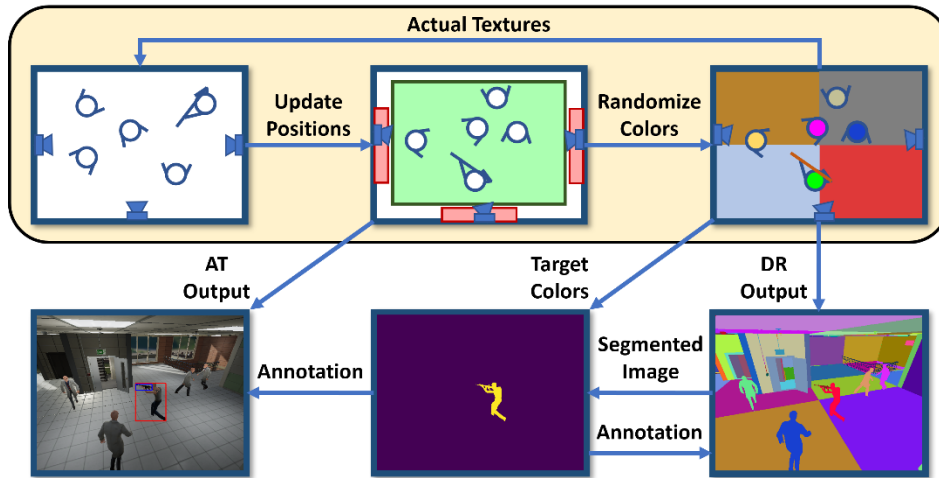 Actual Textures
Update
Positions
Randomize
Colors
AT
Output
Target
Colors
DR
Output
Annotation
Segmented
Image
Annotation